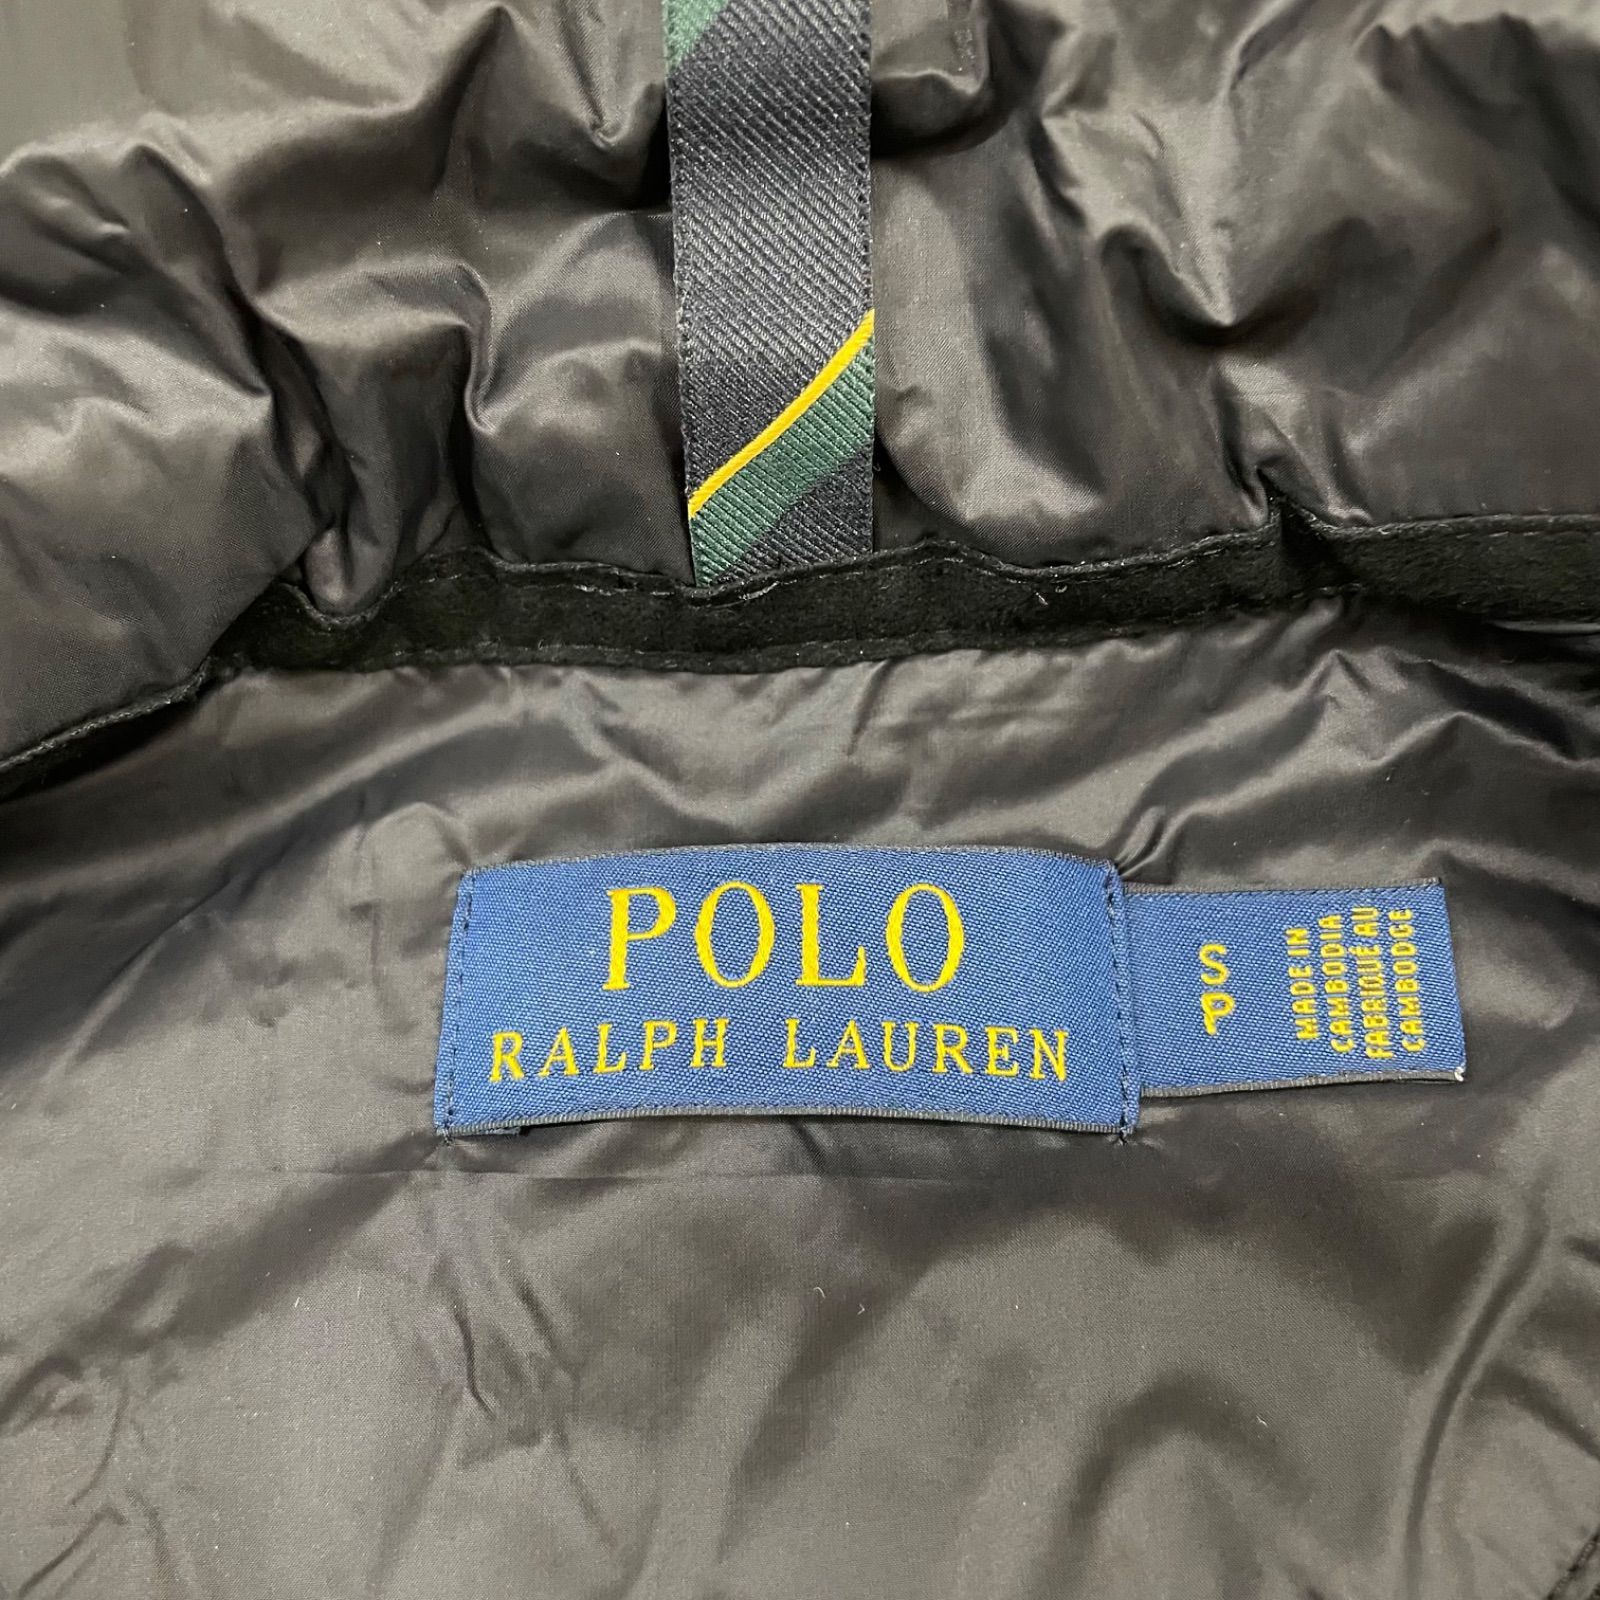 POLO
RALPH LAUREN
S
P
MADE IN
CAMBODIA
FABRIQUÉ AU
CAMBODGE